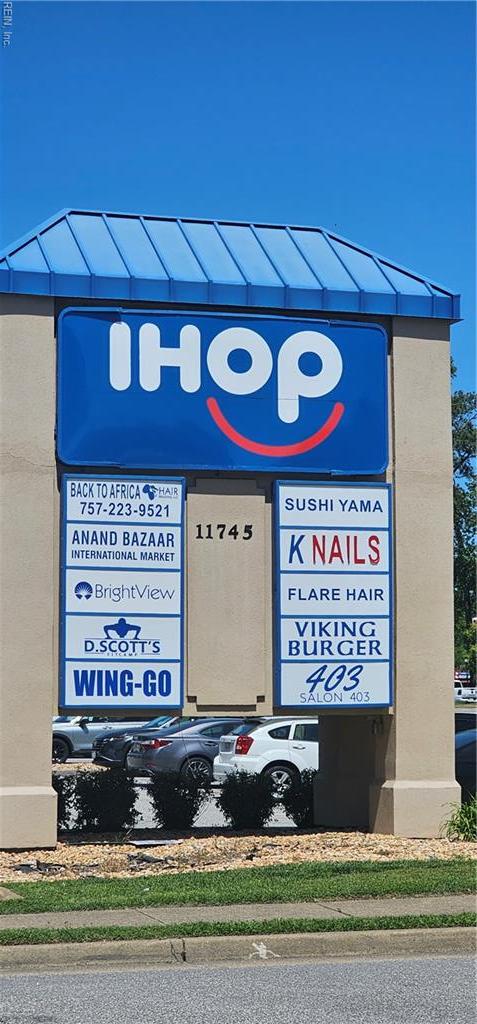 REIN, Inc.
IHOP
BACK TO AFRICA HAIR
757-223-9521
ANAND BAZAAR
INTERNATIONAL MARKET
BrightView
D.SCOTT'S
FITCAMP
WING-GO
11745
SUSHI YAMA
K NAILS
FLARE HAIR
VIKING
BURGER
403
SALON 403